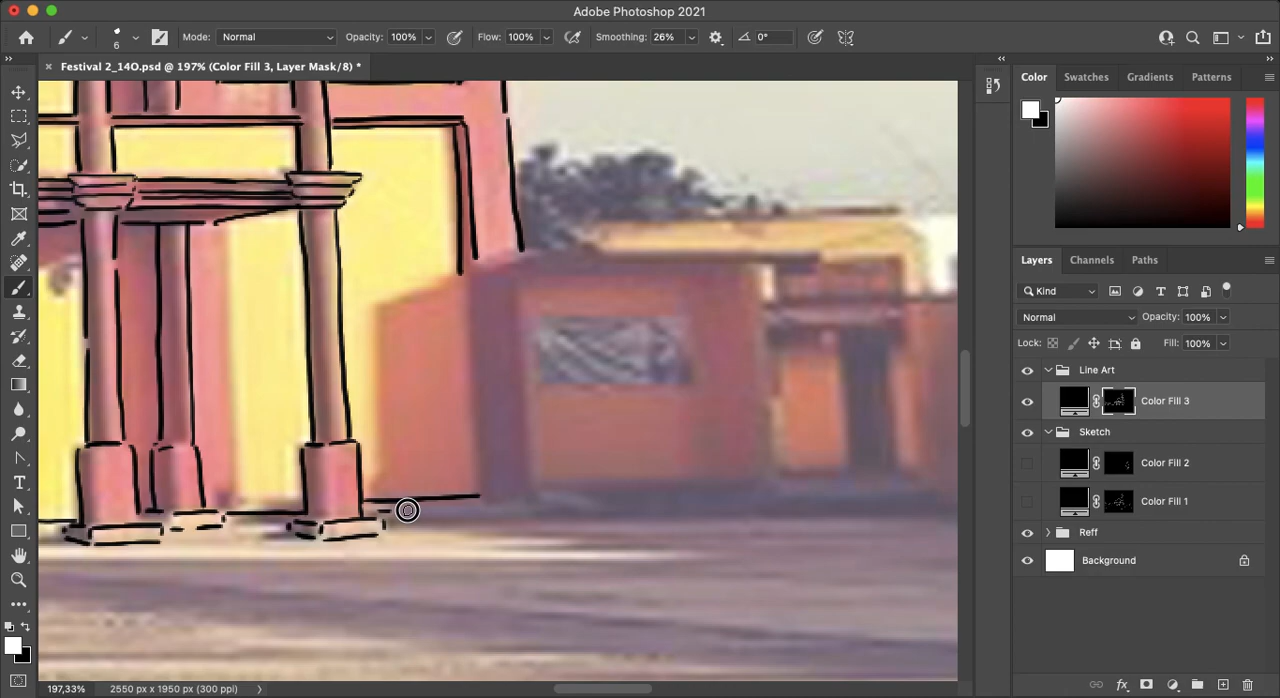 Adobe Photoshop 2021
6
Mode: Normal
Opacity: 100%
Flow: 100%
Smoothing: 26%
0°
Festival 2_14O.psd @ 197% (Color Fill 3, Layer Mask/8) *
Color
Swatches
Gradients
Patterns
Layers
Channels
Paths
Kind
Normal
Opacity: 100%
Lock:
Fill: 100%
Line Art
Color Fill 3
Sketch
Color Fill 2
Color Fill 1
Reff
Background
fx
197,33%
2550 px x 1950 px (300 ppi)